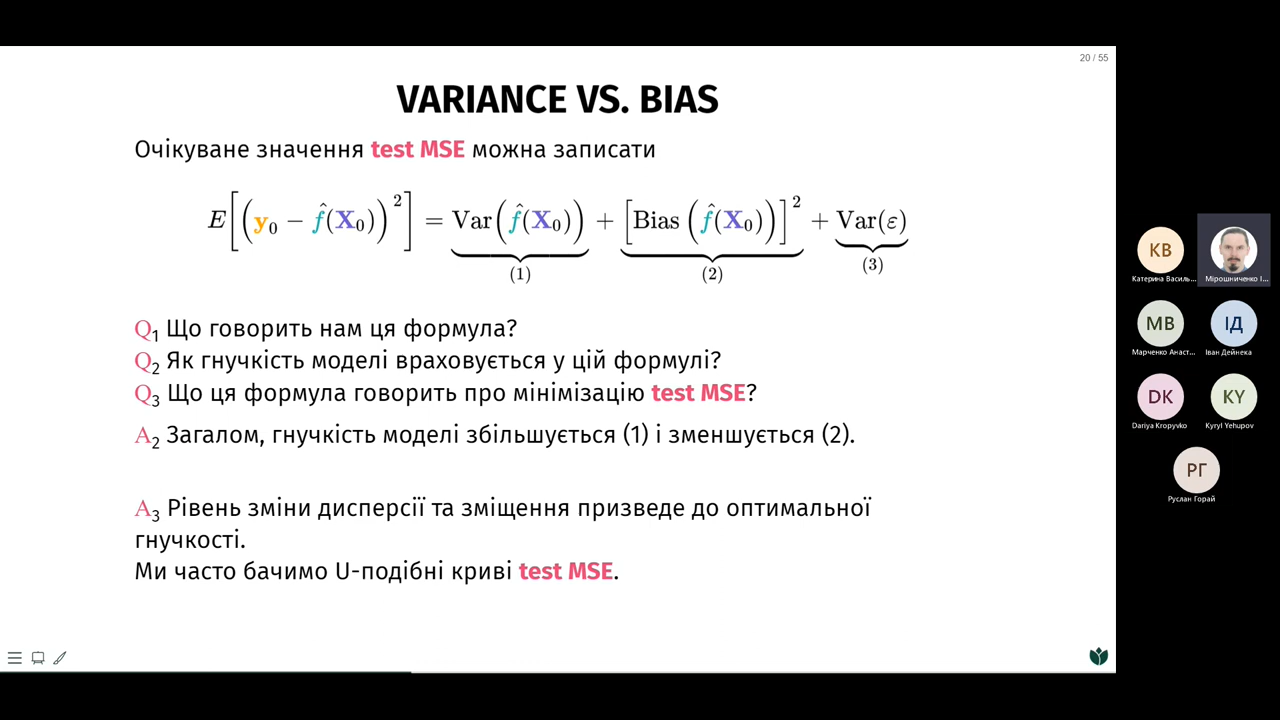 20 / 55
VARIANCE VS. BIAS
Очікуване значення test MSE можна записати
E[(y₀ − f̂(X₀))²] = Var(f̂(X₀)) + [Bias(f̂(X₀))]² + Var(ε)
(1) (2) (3)
Q₁ Що говорить нам ця формула?
Q₂ Як гнучкість моделі враховується у цій формулі?
Q₃ Що ця формула говорить про мінімізацію test MSE?
A₂ Загалом, гнучкість моделі збільшується (1) і зменшується (2).
A₃ Рівень зміни дисперсії та зміщення призведе до оптимальної
гнучкості.
Ми часто бачимо U-подібні криві test MSE.
КВ
Катерина Василь...
Мірошниченко І...
МВ
Марченко Анаст...
ІД
Іван Дейнека
DK
Dariya Kropyvko
KY
Kyryl Yehupov
РГ
Руслан Горай